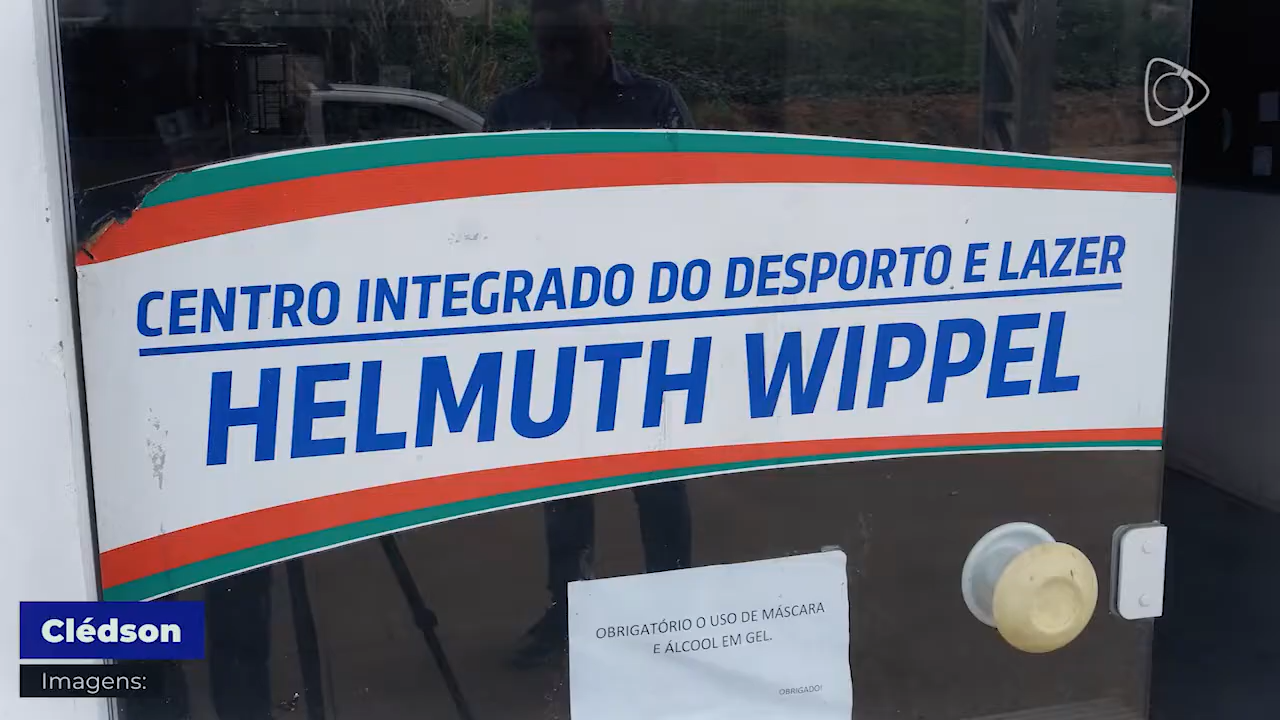 CENTRO INTEGRADO DO DESPORTO E LAZER
HELMUTH WIPPEL
OBRIGATÓRIO O USO DE MÁSCARA
E ÁLCOOL EM GEL.
OBRIGADO!
Clédson
Imagens: